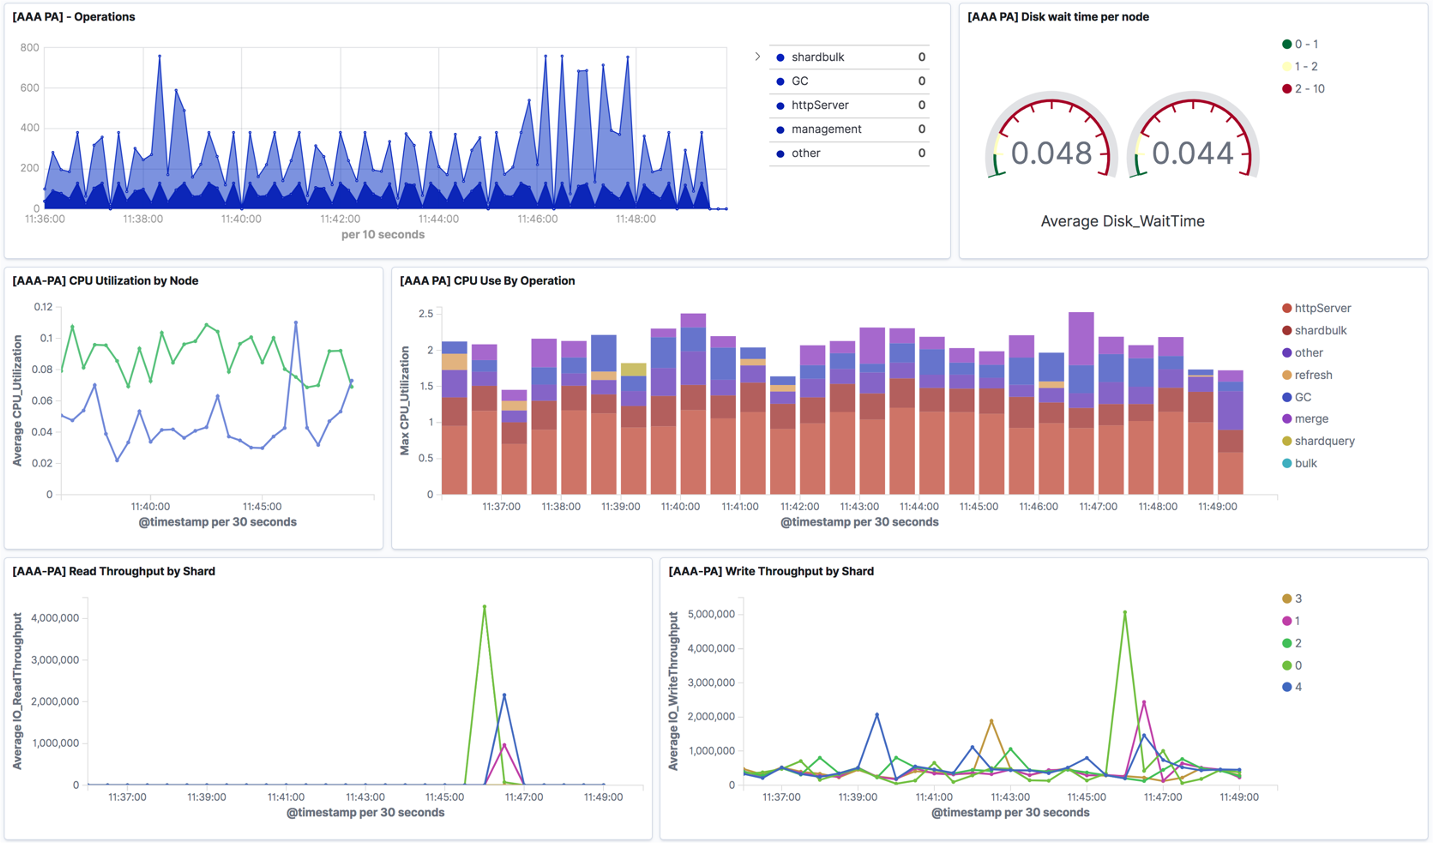 [AAA PA] - Operations
800
600
400
200
0
11:36:00 11:38:00 11:40:00 11:42:00 11:44:00 11:46:00 11:48:00
per 10 seconds
shardbulk 0
GC 0
httpServer 0
management 0
other 0
[AAA PA] Disk wait time per node
0 - 1
1 - 2
2 - 10
0.048 0.044
Average Disk_WaitTime
[AAA-PA] CPU Utilization by Node
Average CPU_Utilization
0.12
0.1
0.08
0.06
0.04
0.02
0
11:40:00 11:45:00
@timestamp per 30 seconds
[AAA PA] CPU Use By Operation
Max CPU_Utilization
2.5
2
1.5
1
0.5
0
11:37:00 11:38:00 11:39:00 11:40:00 11:41:00 11:42:00 11:43:00 11:44:00 11:45:00 11:46:00 11:47:00 11:48:00 11:49:00
@timestamp per 30 seconds
httpServer
shardbulk
other
refresh
GC
merge
shardquery
bulk
[AAA-PA] Read Throughput by Shard
Average IO_ReadThroughput
4,000,000
3,000,000
2,000,000
1,000,000
0
11:37:00 11:39:00 11:41:00 11:43:00 11:45:00 11:47:00 11:49:00
@timestamp per 30 seconds
[AAA-PA] Write Throughput by Shard
Average IO_WriteThroughput
5,000,000
4,000,000
3,000,000
2,000,000
1,000,000
0
11:37:00 11:39:00 11:41:00 11:43:00 11:45:00 11:47:00 11:49:00
@timestamp per 30 seconds
3
1
2
0
4